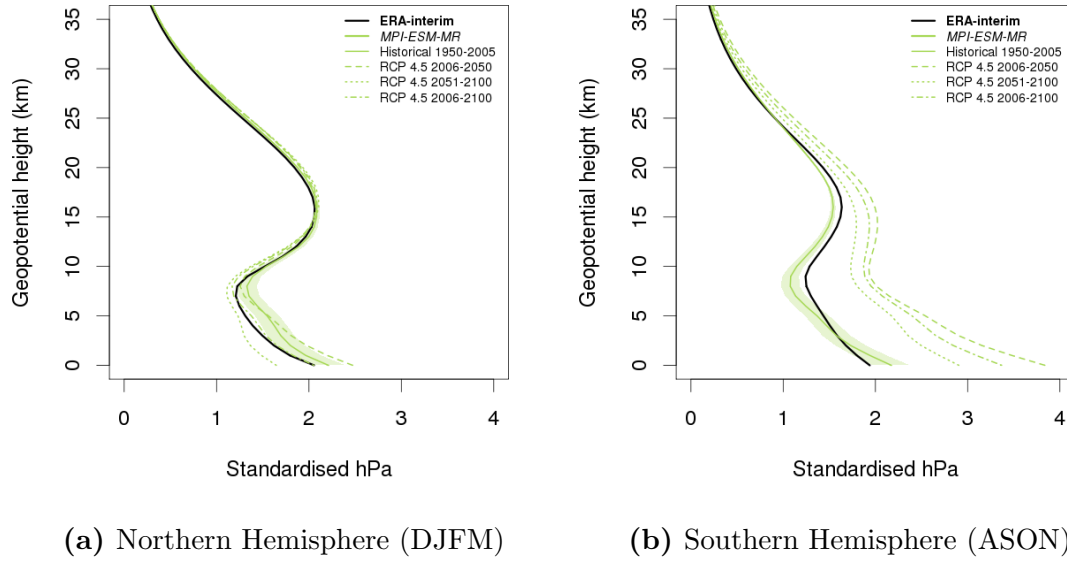 35
30
25
20
15
10
5
0
Geopotential height (km)
ERA-interim
MPI-ESM-MR
Historical 1950-2005
RCP 4.5 2006-2050
RCP 4.5 2051-2100
RCP 4.5 2006-2100
0 1 2 3 4
Standardised hPa
(a) Northern Hemisphere (DJFM)
35
30
25
20
15
10
5
0
Geopotential height (km)
ERA-interim
MPI-ESM-MR
Historical 1950-2005
RCP 4.5 2006-2050
RCP 4.5 2051-2100
RCP 4.5 2006-2100
0 1 2 3 4
Standardised hPa
(b) Southern Hemisphere (ASON)